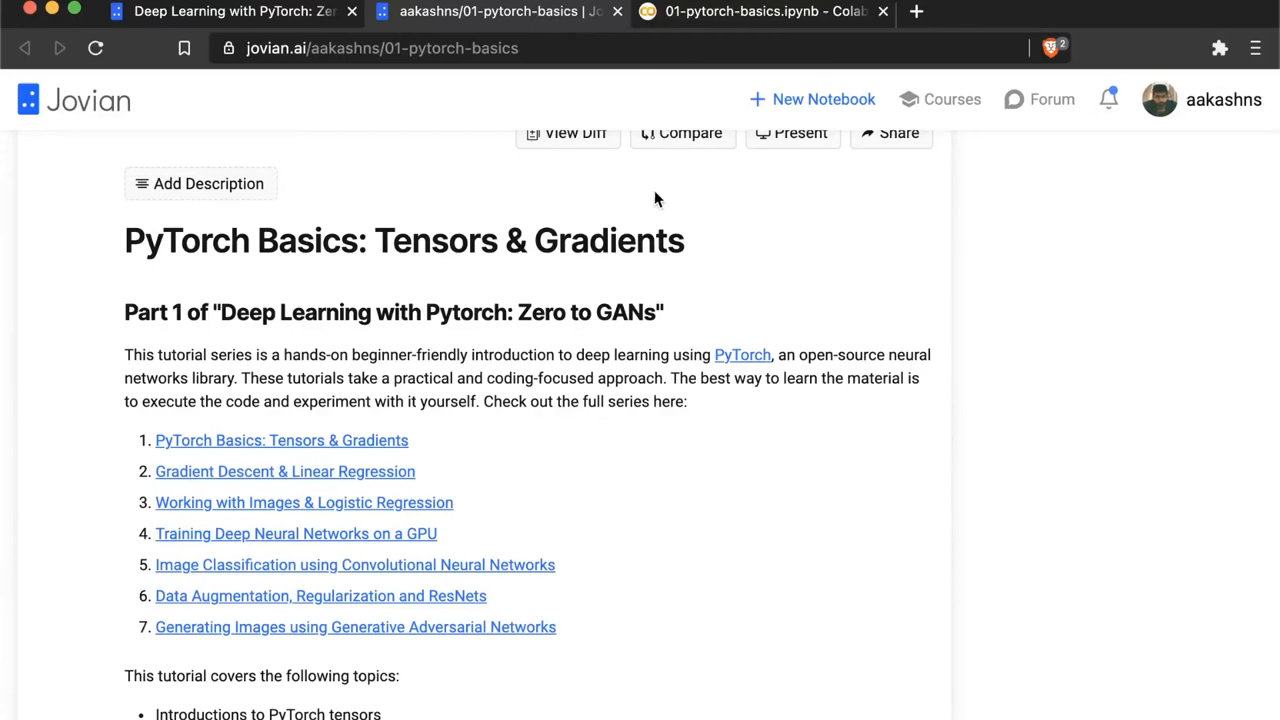 Deep Learning with PyTorch: Zer
aakashns/01-pytorch-basics | Jo
01-pytorch-basics.ipynb - Colab
jovian.ai/aakashns/01-pytorch-basics
2
Jovian
New Notebook
Courses
Forum
aakashns
View Diff
Compare
Present
Share
Add Description
PyTorch Basics: Tensors & Gradients
Part 1 of "Deep Learning with Pytorch: Zero to GANs"
This tutorial series is a hands-on beginner-friendly introduction to deep learning using PyTorch, an open-source neural
networks library. These tutorials take a practical and coding-focused approach. The best way to learn the material is
to execute the code and experiment with it yourself. Check out the full series here:
1. PyTorch Basics: Tensors & Gradients
2. Gradient Descent & Linear Regression
3. Working with Images & Logistic Regression
4. Training Deep Neural Networks on a GPU
5. Image Classification using Convolutional Neural Networks
6. Data Augmentation, Regularization and ResNets
7. Generating Images using Generative Adversarial Networks
This tutorial covers the following topics:
• Introductions to PyTorch tensors